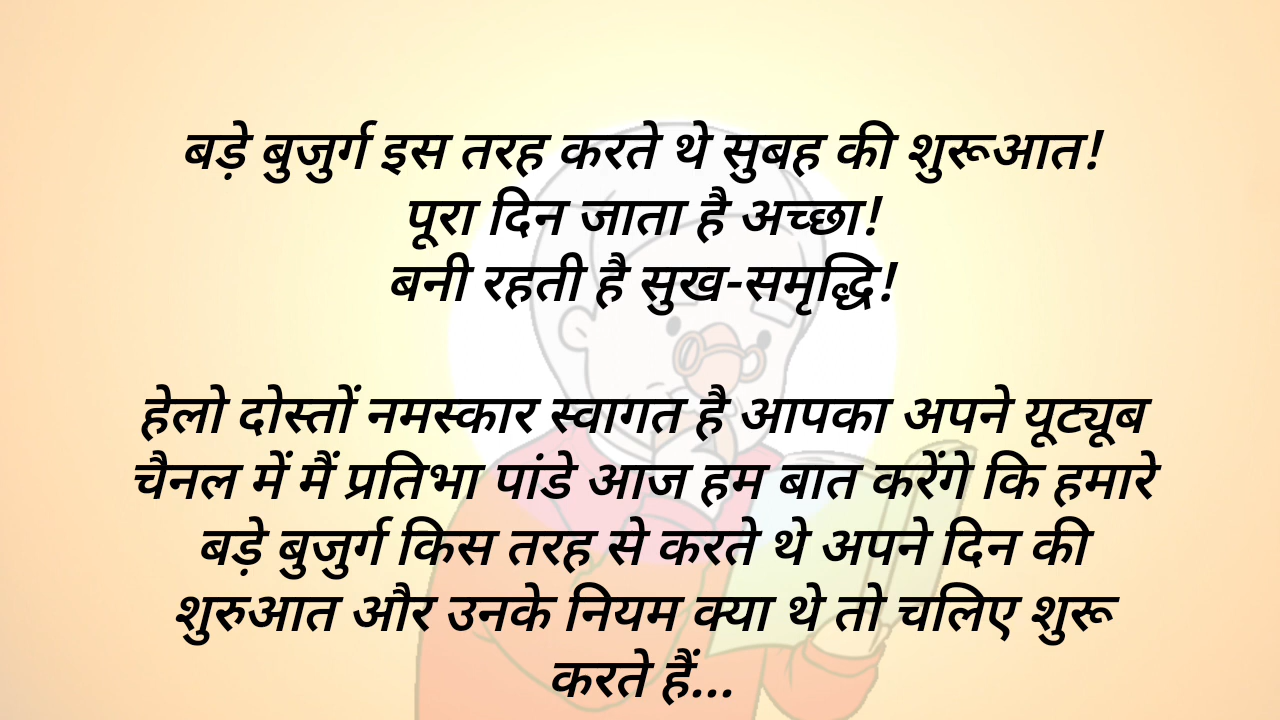 बड़े बुजुर्ग इस तरह करते थे सुबह की शुरूआत!
पूरा दिन जाता है अच्छा!
बनी रहती है सुख-समृद्धि!
हेलो दोस्तों नमस्कार स्वागत है आपका अपने यूट्यूब
चैनल में मैं प्रतिभा पांडे आज हम बात करेंगे कि हमारे
बड़े बुजुर्ग किस तरह से करते थे अपने दिन की
शुरुआत और उनके नियम क्या थे तो चलिए शुरू
करते हैं...